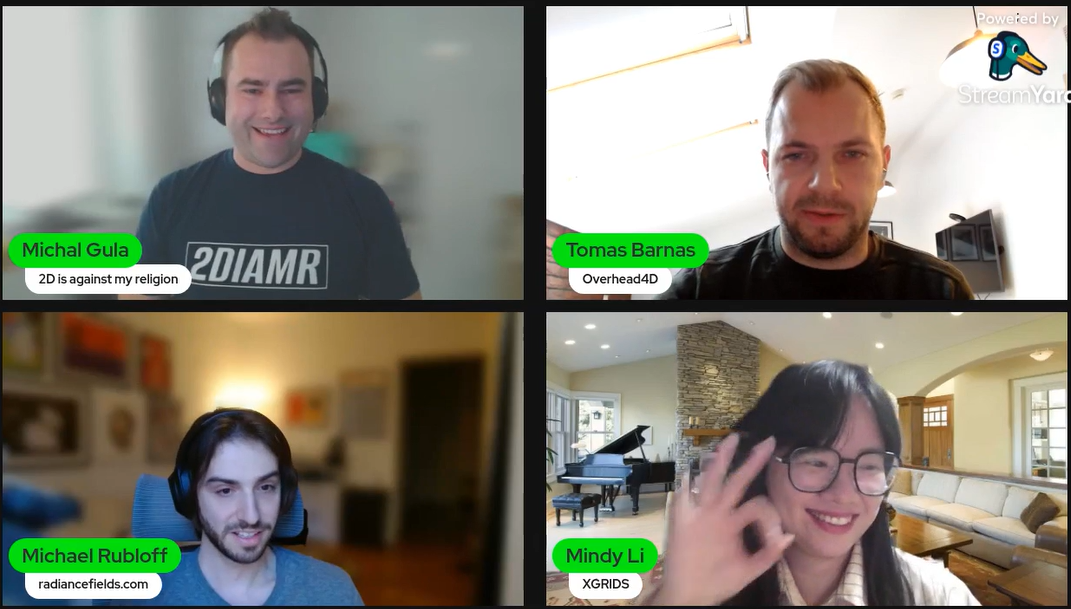 Powered by
S
StreamYard
2DIAMR
Michal Gula
2D is against my religion
Tomas Barnas
Overhead4D
Michael Rubloff
radiancefields.com
Mindy Li
XGRIDS